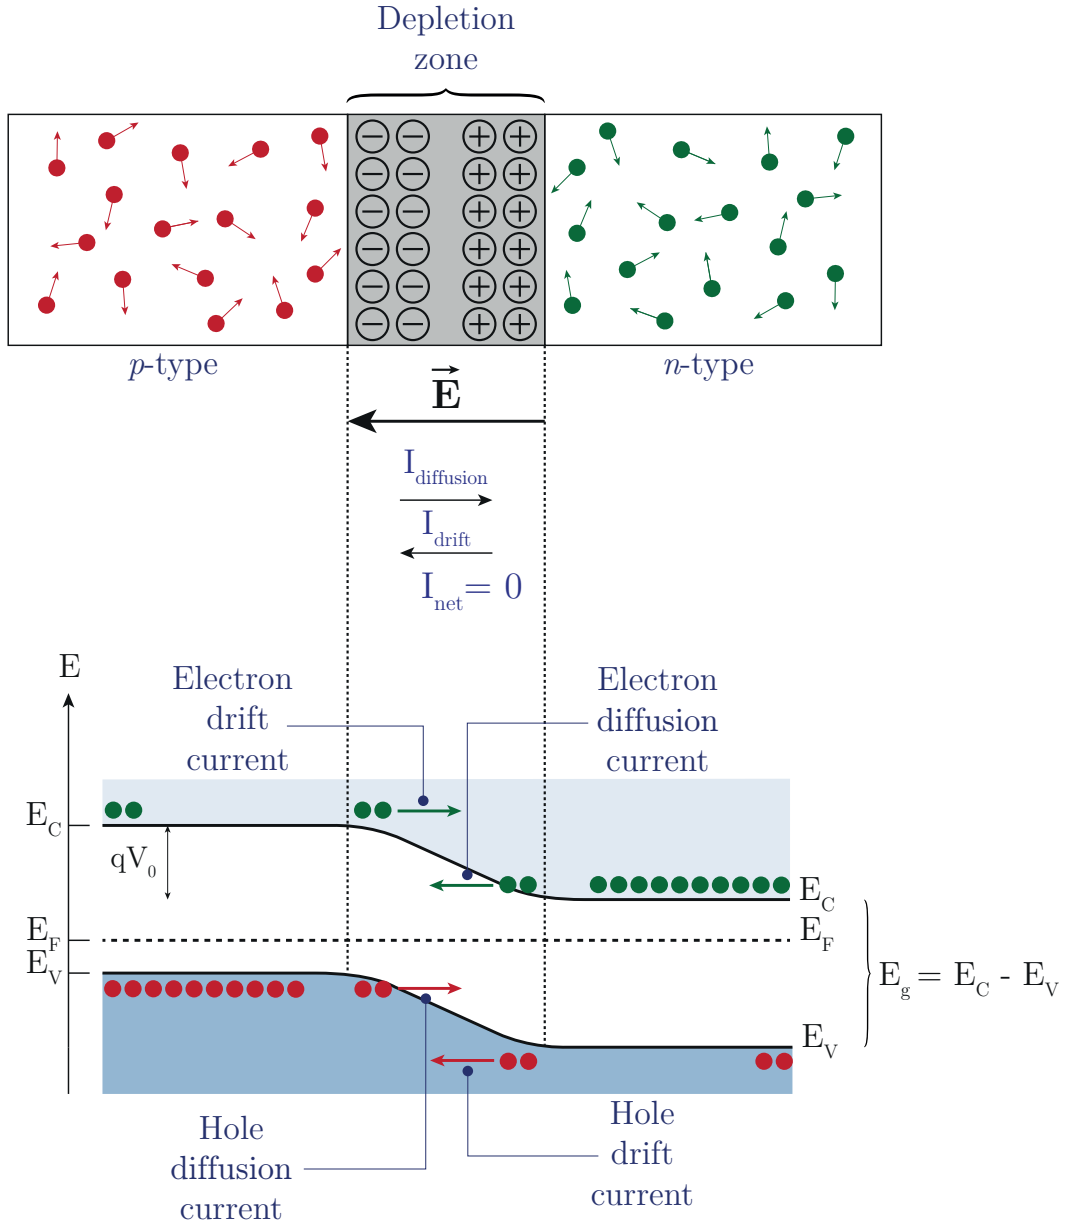 Depletion
zone
p-type
n-type
E
I_diffusion
I_drift
I_net = 0
E
Electron
drift
current
Electron
diffusion
current
E_C
qV_0
E_F
E_V
E_C
E_F
E_g = E_C - E_V
E_V
Hole
diffusion
current
Hole
drift
current